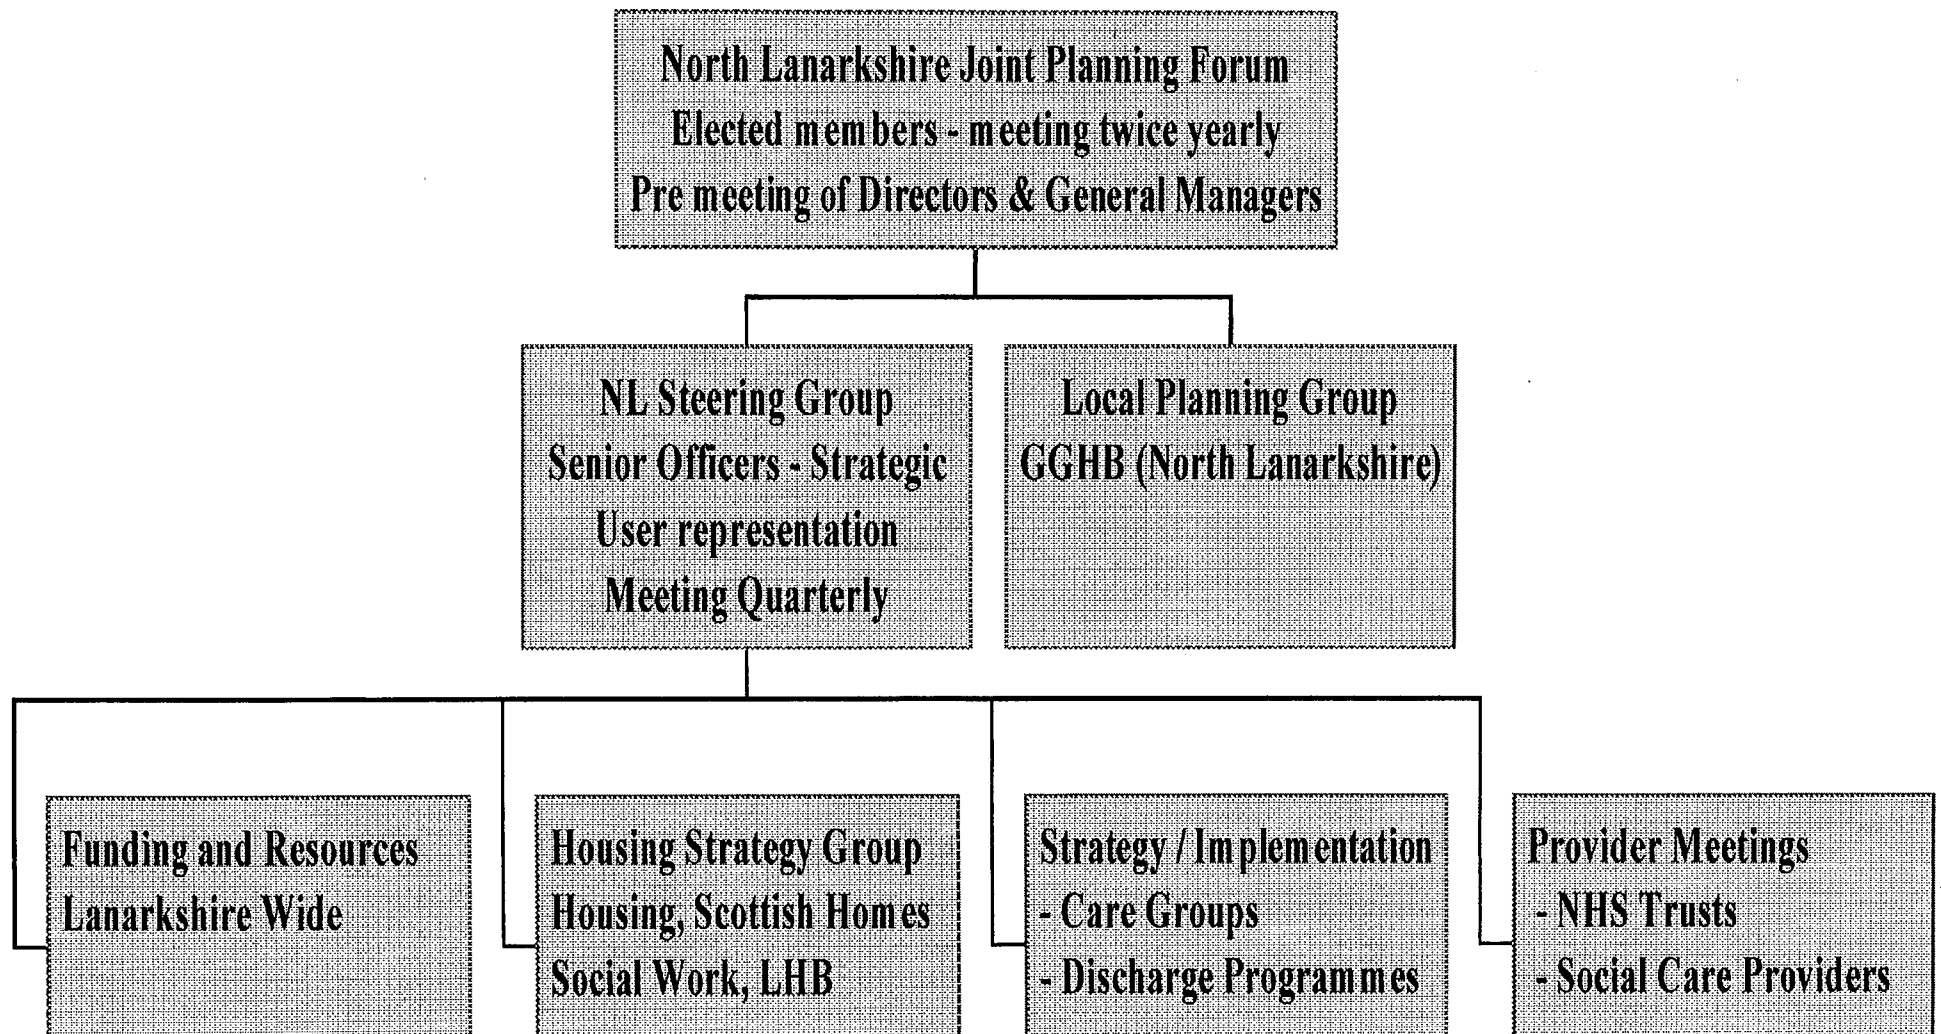 North Lanarkshire Joint Planning Forum
Elected members - meeting twice yearly
Pre meeting of Directors & General Managers
NL Steering Group
Senior Officers - Strategic
User representation
Meeting Quarterly
Local Planning Group
GGHB (North Lanarkshire)
Funding and Resources
Lanarkshire Wide
Housing Strategy Group
Housing, Scottish Homes
Social Work, LHB
Strategy / Implementation
- Care Groups
- Discharge Programmes
Provider Meetings
- NHS Trusts
- Social Care Providers